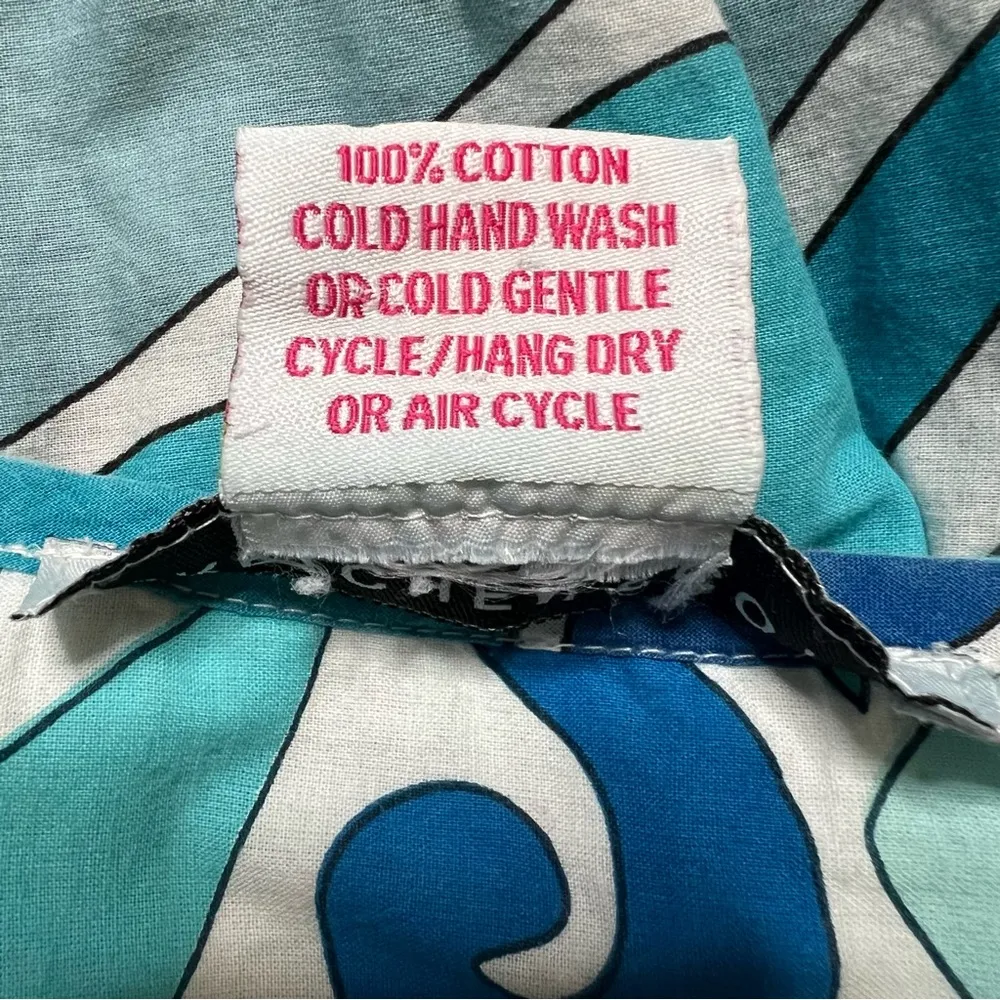 100% COTTON
COLD HAND WASH
OR COLD GENTLE
CYCLE/HANG DRY
OR AIR CYCLE